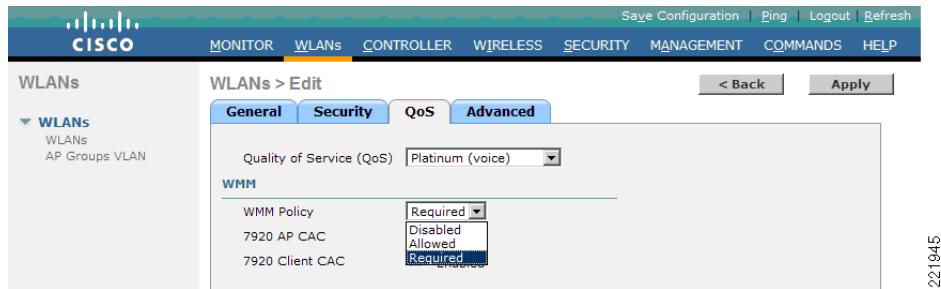 Save Configuration | Ping | Logout | Refresh
CISCO
MONITOR WLANs CONTROLLER WIRELESS SECURITY MANAGEMENT COMMANDS HELP
WLANs
WLANs
WLANs
AP Groups VLAN
WLANs > Edit
< Back
Apply
General Security QoS Advanced
Quality of Service (QoS) Platinum (voice)
WMM
WMM Policy Required
Disabled
Allowed
Required
7920 AP CAC
7920 Client CAC
221945